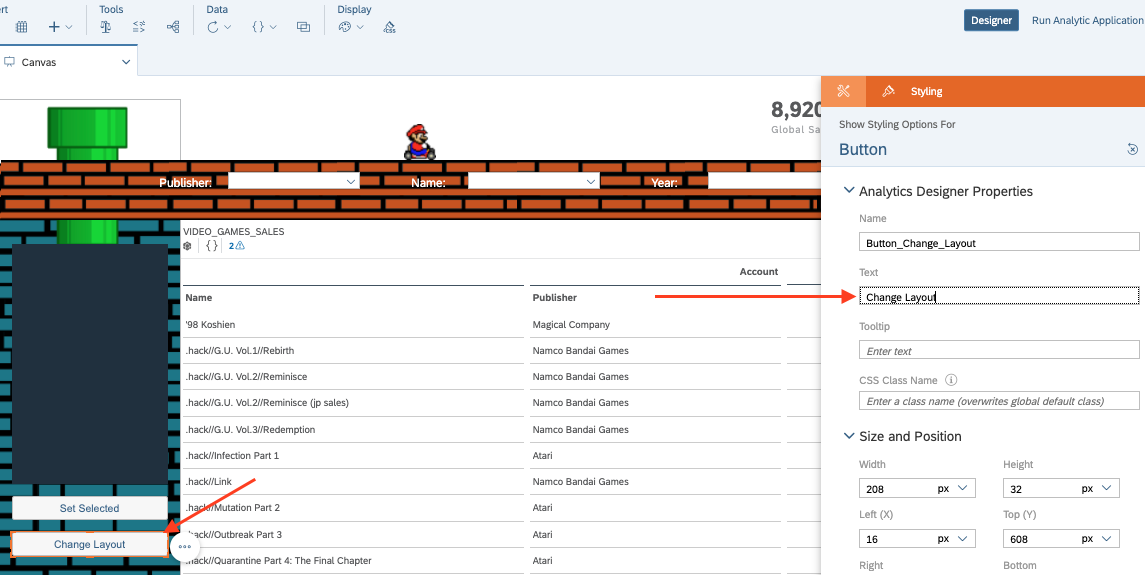 rt
Tools
Data
Display
Designer
Run Analytic Application
{ }
CSS
Canvas
Styling
8,920
Global Sa
Show Styling Options For
Button
Publisher:
Name:
Year:
Analytics Designer Properties
Name
Button_Change_Layout
VIDEO_GAMES_SALES
{ }
2
Account
Text
Change Layout
Name
Publisher
Tooltip
Enter text
'98 Koshien
Magical Company
.hack//G.U. Vol.1//Rebirth
Namco Bandai Games
.hack//G.U. Vol.2//Reminisce
Namco Bandai Games
CSS Class Name
Enter a class name (overwrites global default class)
.hack//G.U. Vol.2//Reminisce (jp sales)
Namco Bandai Games
.hack//G.U. Vol.3//Redemption
Namco Bandai Games
Size and Position
.hack//Infection Part 1
Atari
Width
Height
.hack//Link
Namco Bandai Games
208 px
32 px
Set Selected
.hack//Mutation Part 2
Atari
Left (X)
Top (Y)
.hack//Outbreak Part 3
Atari
16 px
608 px
Change Layout
.hack//Quarantine Part 4: The Final Chapter
Atari
Right
Bottom